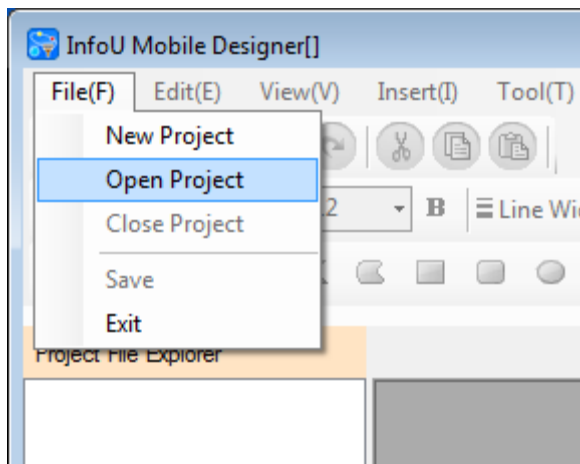 InfoU Mobile Designer[]
File(F) Edit(E) View(V) Insert(I) Tool(T)
New Project
Open Project
Close Project
Save
Exit
B Line
Project File Explorer